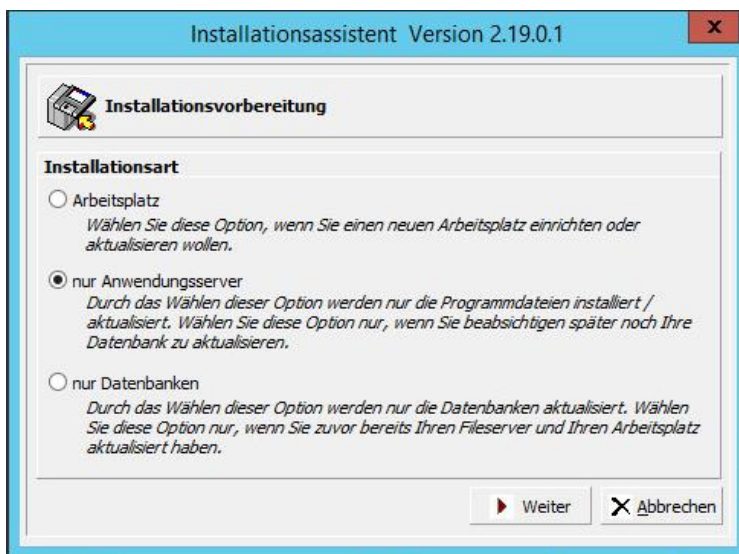 Installationsassistent Version 2.19.0.1
x
Installationsvorbereitung
Installationsart
Arbeitsplatz
Wählen Sie diese Option, wenn Sie einen neuen Arbeitsplatz einrichten oder
aktualisieren wollen.
nur Anwendungsserver
Durch das Wählen dieser Option werden nur die Programmdateien installiert /
aktualisiert. Wählen Sie diese Option nur, wenn Sie beabsichtigen später noch Ihre
Datenbank zu aktualisieren.
nur Datenbanken
Durch das Wählen dieser Option werden nur die Datenbanken aktualisiert. Wählen
Sie diese Option nur, wenn Sie zuvor bereits Ihren Fileserver und Ihren Arbeitsplatz
aktualisiert haben.
Weiter
Abbrechen